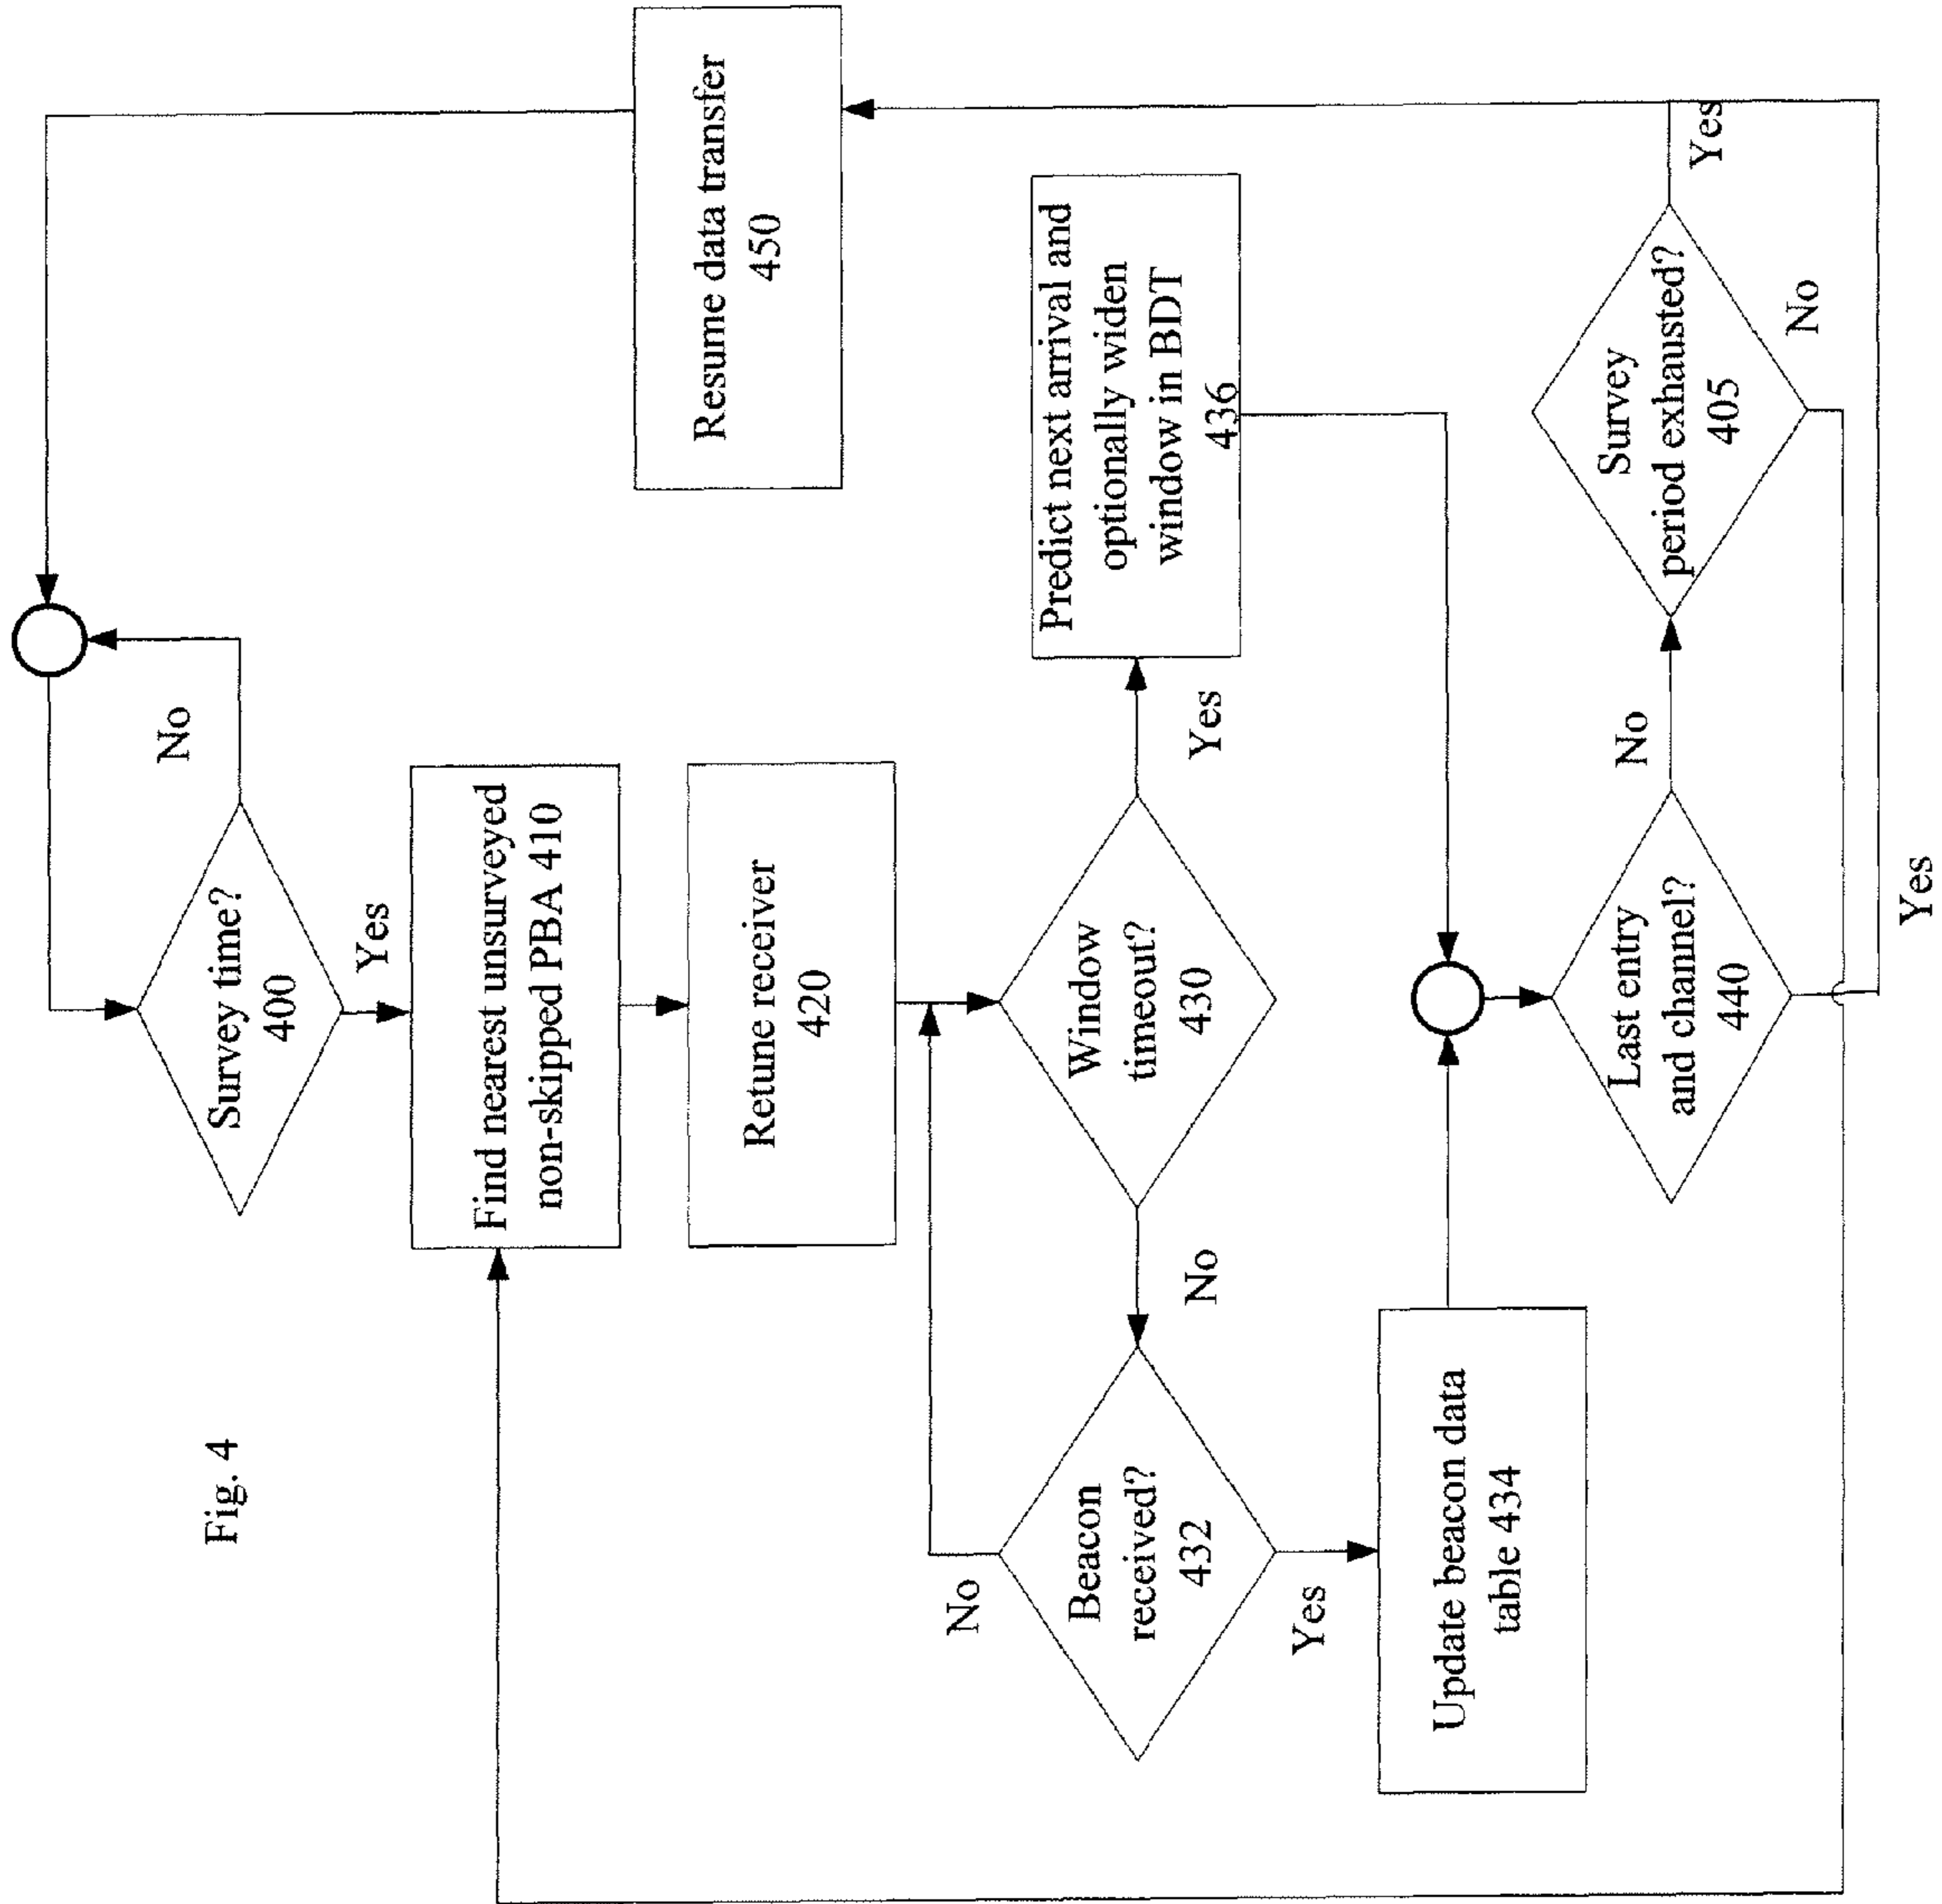 Fig. 4
Survey time?
400
No
Yes
Find nearest unsurveyed
non-skipped PBA 410
Retune receiver
420
Window
timeout?
430
No
Yes
Beacon
received?
432
No
Yes
Update beacon data
table 434
Predict next arrival and
optionally widen
window in BDT
436
Last entry
and channel?
440
No
Yes
Survey
period exhausted?
405
Yes
No
Resume data transfer
450